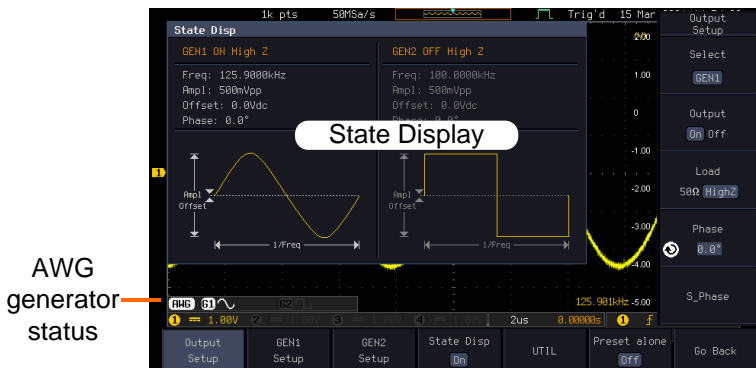 1k pts 50MSa/s Trig'd 15 Mar
Output Setup
State Disp
GEN1 ON High Z
GEN2 OFF High Z
Freq: 125.9000kHz
Ampl: 500mVpp
Offset: 0.0Vdc
Phase: 0.0°
Freq: 100.0000kHz
Ampl: 500mVpp
Offset: 0.0Vdc
State Display
Ampl
Offset
1/Freq
Ampl
Offset
1/Freq
2.00
1.00
0
-1.00
-2.00
-3.00
-4.00
-5.00
1
Select
GEN1
Output
On Off
Load
50Ω HighZ
Phase
0.0°
S_Phase
AWG
generator
status
AWG G1 G2
125.901kHz
1 1.00V 2 3 4 2us 0.00000s 1
Output Setup
GEN1 Setup
GEN2 Setup
State Disp
On
UTIL
Preset alone
Off
Go Back